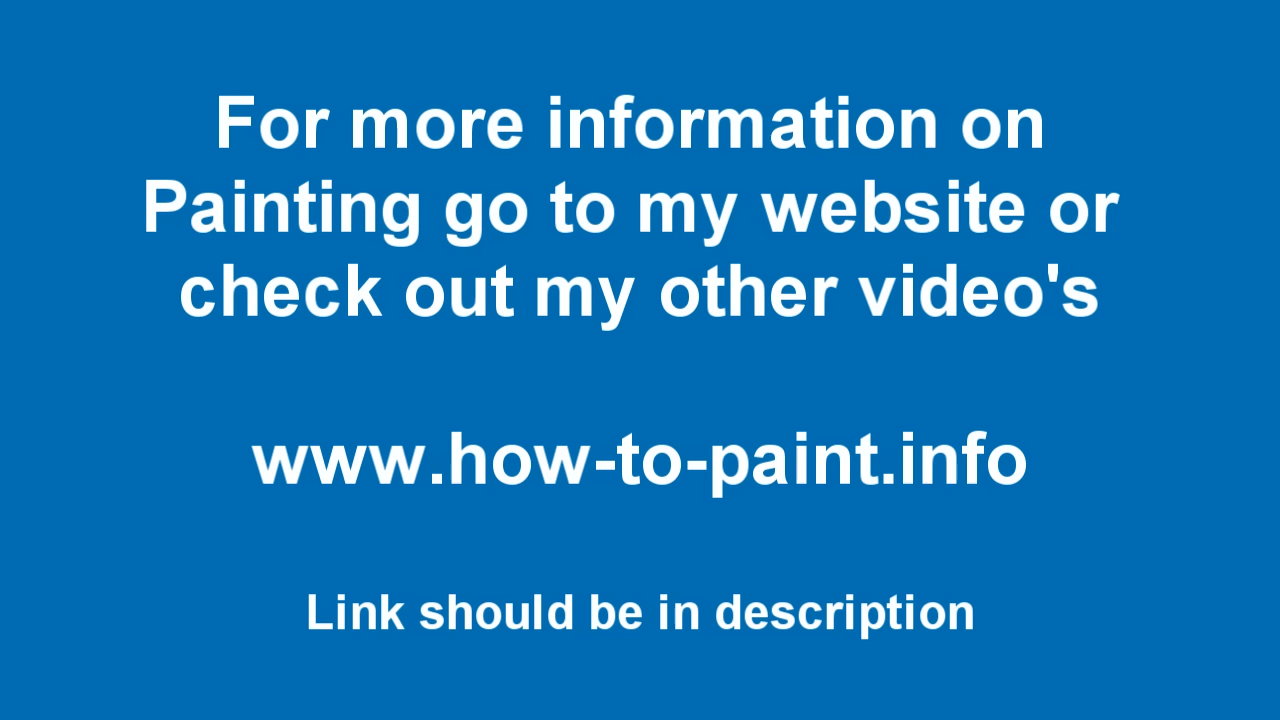 For more information on
Painting go to my website or
check out my other video's
www.how-to-paint.info
Link should be in description